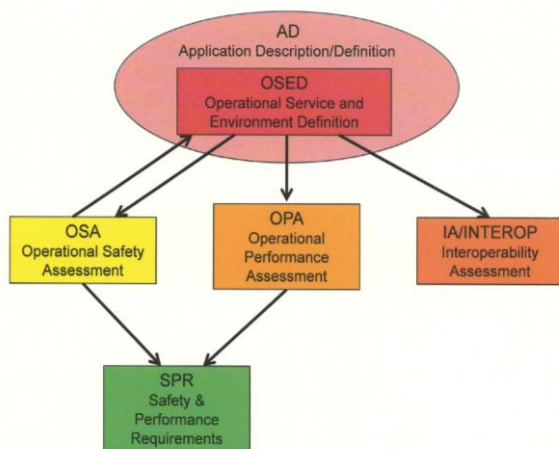 AD
Application Description/Definition
OSED
Operational Service and
Environment Definition
OSA
Operational Safety
Assessment
OPA
Operational
Performance
Assessment
IA/INTEROP
Interoperability
Assessment
SPR
Safety &
Performance
Requirements